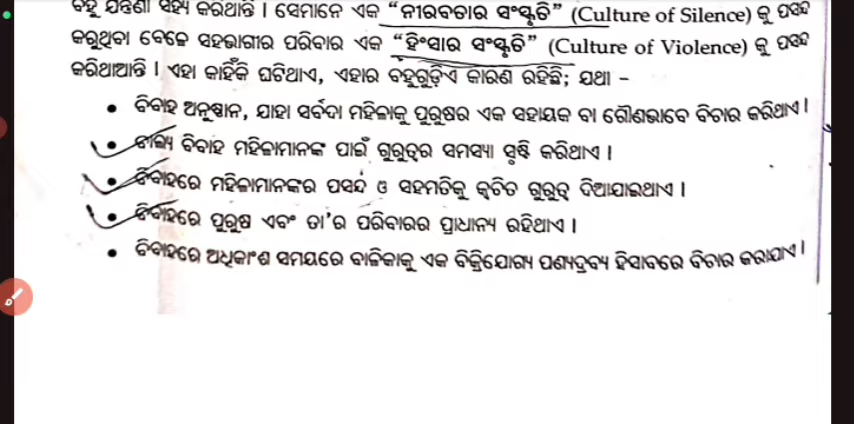 ବହୁ ଯନ୍ତ୍ରଣା ସହ୍ୟ କରିଥାନ୍ତି । ସେମାନେ ଏକ “ନୀରବତାର ସଂସ୍କୃତି” (Culture of Silence) କୁ ପସନ୍ଦ
କରୁଥିବା ବେଳେ ସହଭାଗୀର ପରିବାର ଏକ “ହିଂସାର ସଂସ୍କୃତି” (Culture of Violence) କୁ ପସନ୍ଦ
କରିଥାଆନ୍ତି । ଏହା କାହିଁକି ଘଟିଥାଏ, ଏହାର ବହୁଗୁଡ଼ିଏ କାରଣ ରହିଛି; ଯଥା –
• ବିବାହ ଅନୁଷ୍ଠାନ, ଯାହା ସର୍ବଦା ମହିଳାକୁ ପୁରୁଷର ଏକ ସହାୟକ ବା ଗୌଣଭାବେ ବିଚାର କରିଥାଏ ।
• ବାଲ୍ୟ ବିବାହ ମହିଳାମାନଙ୍କ ପାଇଁ ଗୁରୁତ୍ୱର ସମସ୍ୟା ସୃଷ୍ଟି କରିଥାଏ ।
• ବିବାହରେ ମହିଳାମାନଙ୍କର ପସନ୍ଦ ଓ ସହମତିକୁ କ୍ୱଚିତ ଗୁରୁତ୍ୱ ଦିଆଯାଇଥାଏ ।
• ବିବାହରେ ପୁରୁଷ ଏବଂ ତା’ର ପରିବାରର ପ୍ରାଧାନ୍ୟ ରହିଥାଏ ।
• ବିବାହରେ ଅଧିକାଂଶ ସମୟରେ ବାଳିକାକୁ ଏକ ବିକ୍ରିଯୋଗ୍ୟ ପଣ୍ୟଦ୍ରବ୍ୟ ହିସାବରେ ବିଚାର କରାଯାଏ ।